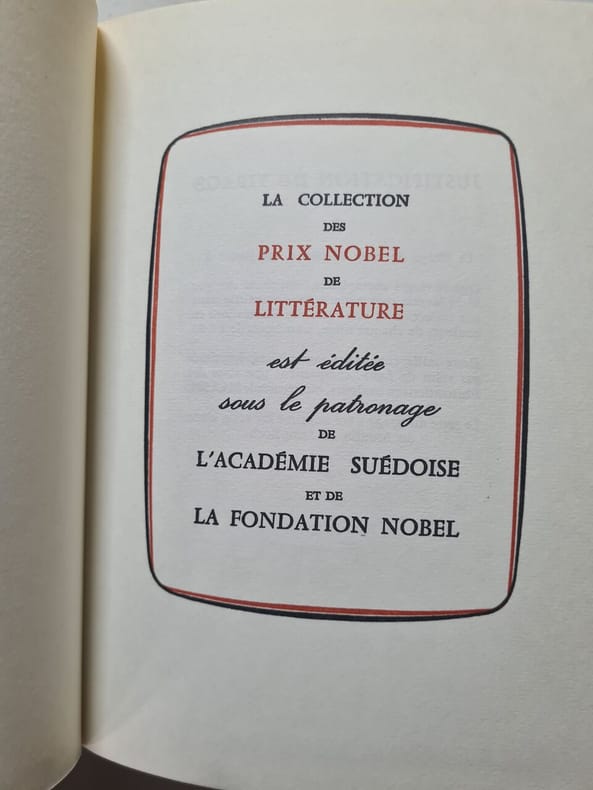 LA COLLECTION
DES
PRIX NOBEL
DE
LITTÉRATURE
est éditée
sous le patronage
DE
L'ACADÉMIE SUÉDOISE
ET DE
LA FONDATION NOBEL